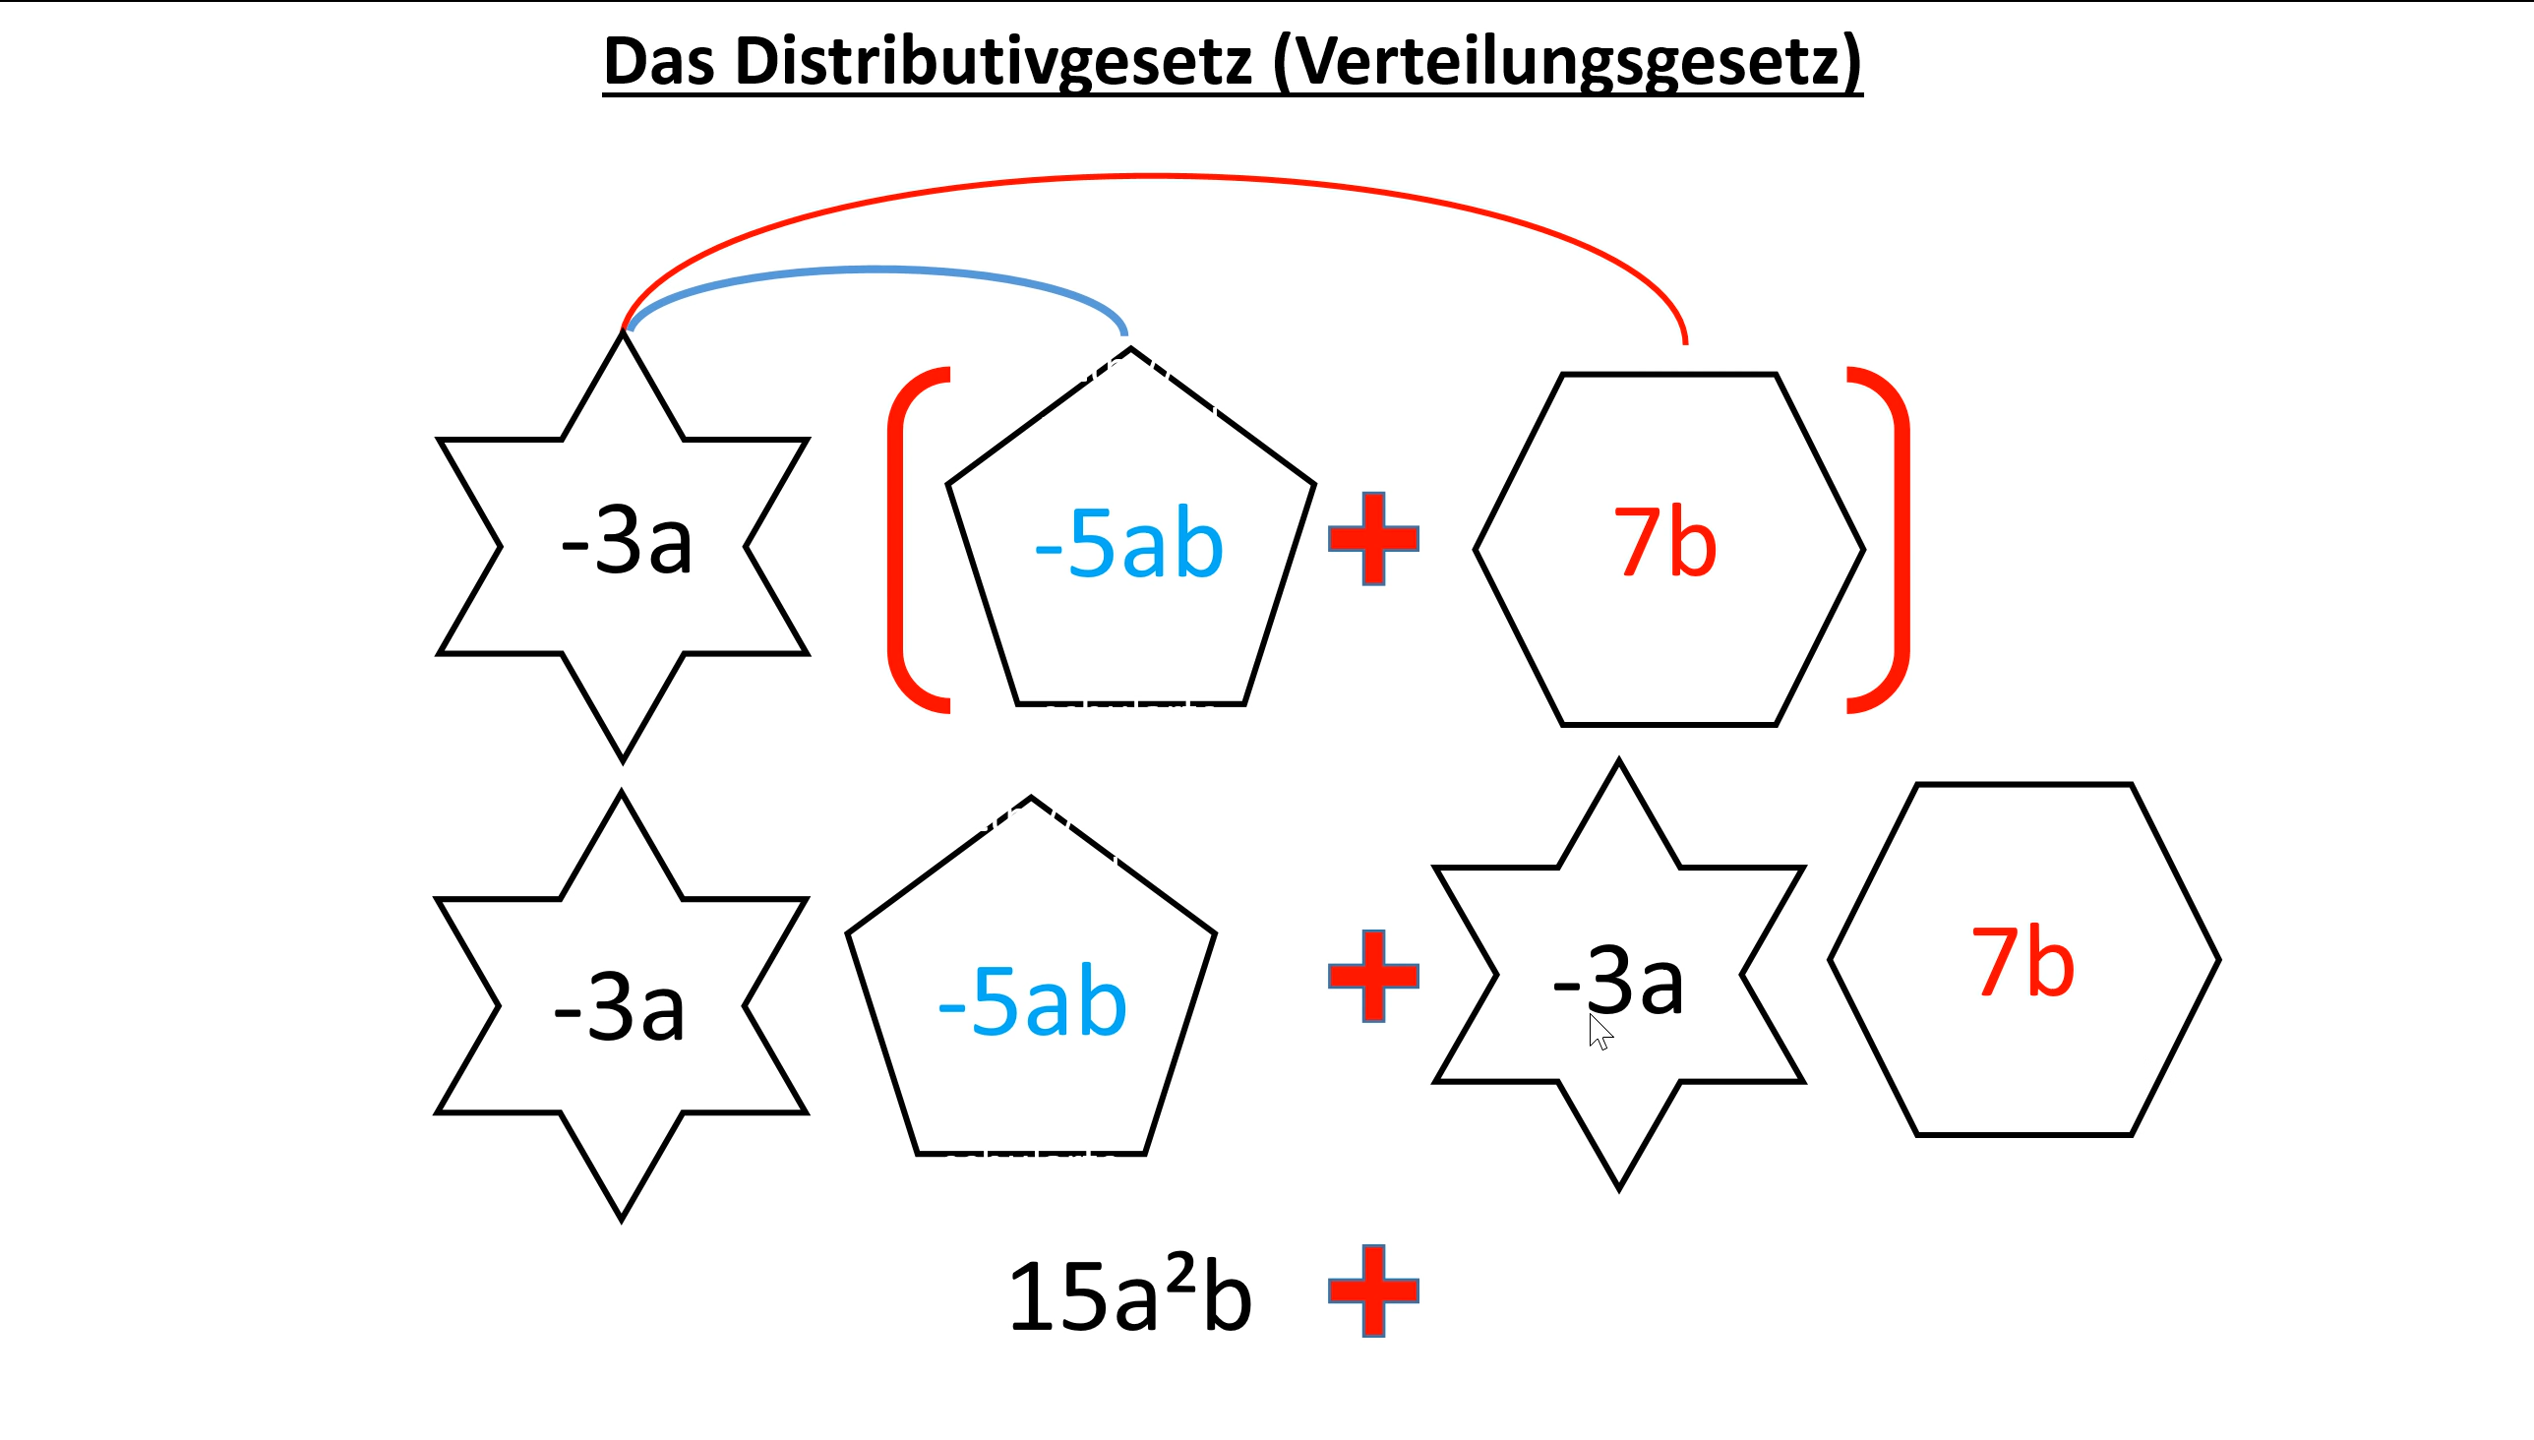 Das Distributivgesetz (Verteilungsgesetz)
-3a ( -5ab + 7b )
-3a -5ab + -3a 7b
15a²b +